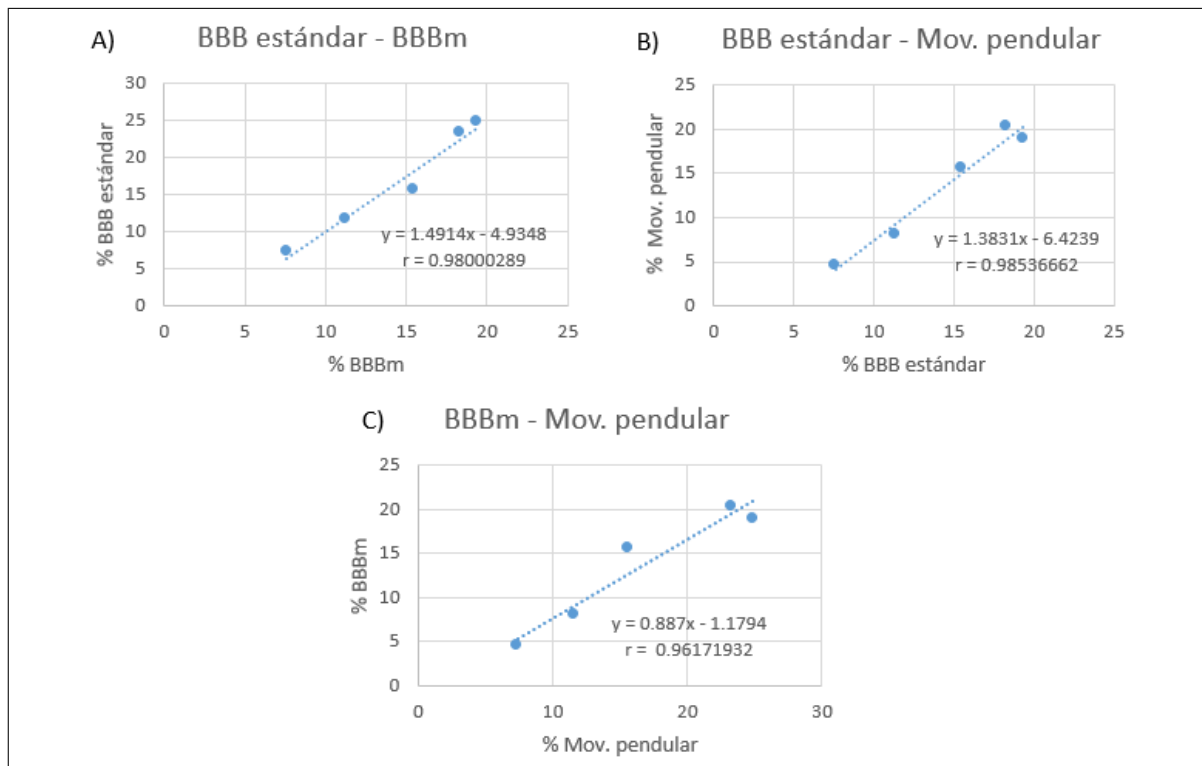 A)
BBB estándar - BBBm
30
25
20
15
10
5
0
% BBB estándar
y = 1.4914x - 4.9348
r = 0.98000289
0 5 10 15 20 25
% BBBm
B)
BBB estándar - Mov. pendular
25
20
15
10
5
0
% Mov. pendular
y = 1.3831x - 6.4239
r = 0.98536662
0 5 10 15 20 25
% BBB estándar
C)
BBBm - Mov. pendular
25
20
15
10
5
0
% BBBm
y = 0.887x - 1.1794
r = 0.96171932
0 10 20 30
% Mov. pendular